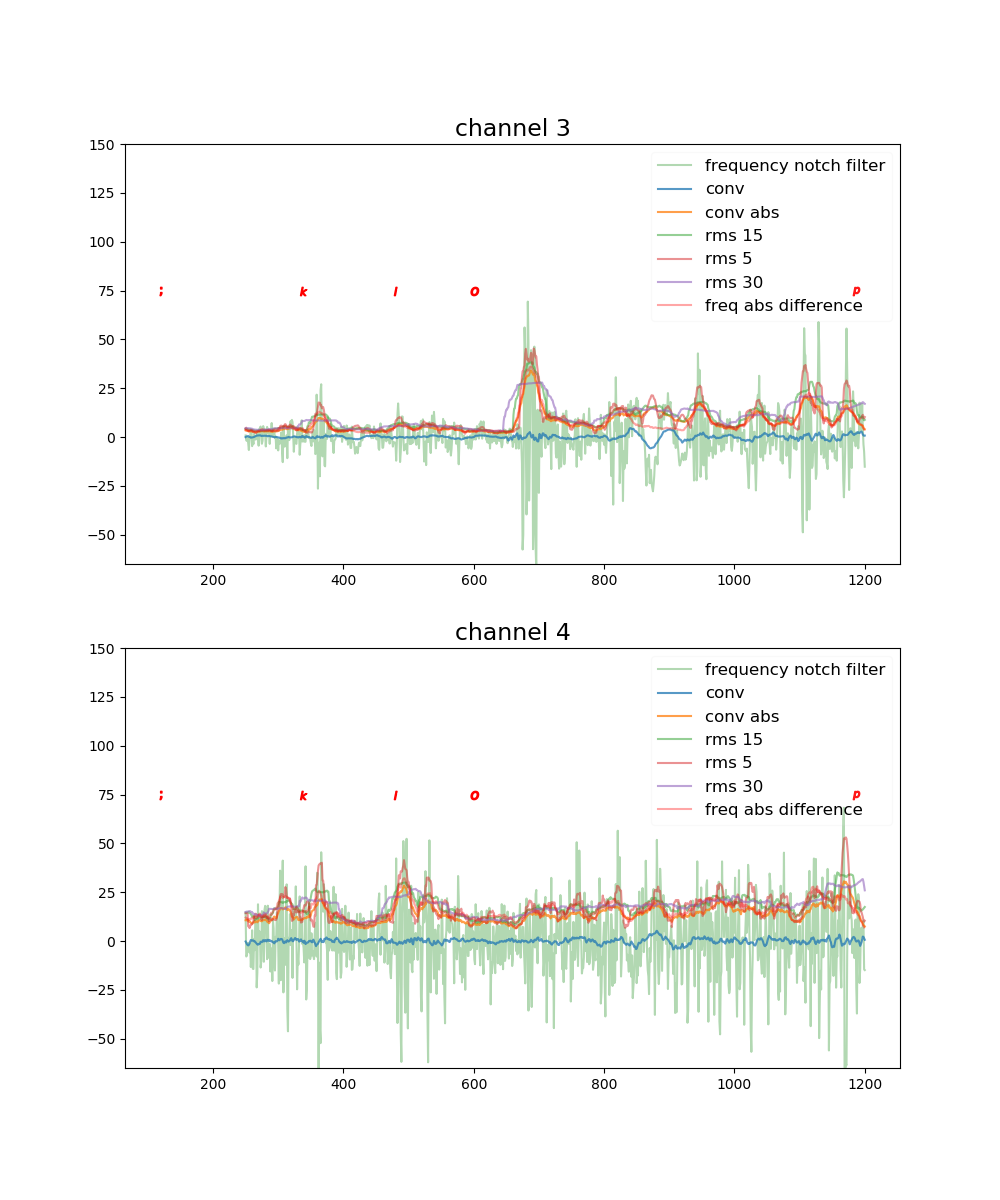 channel 3
150
125
100
75
50
25
0
−25
−50
frequency notch filter
conv
conv abs
rms 15
rms 5
rms 30
freq abs difference
; k l o p
200 400 600 800 1000 1200
channel 4
150
125
100
75
50
25
0
−25
−50
frequency notch filter
conv
conv abs
rms 15
rms 5
rms 30
freq abs difference
; k l o p
200 400 600 800 1000 1200